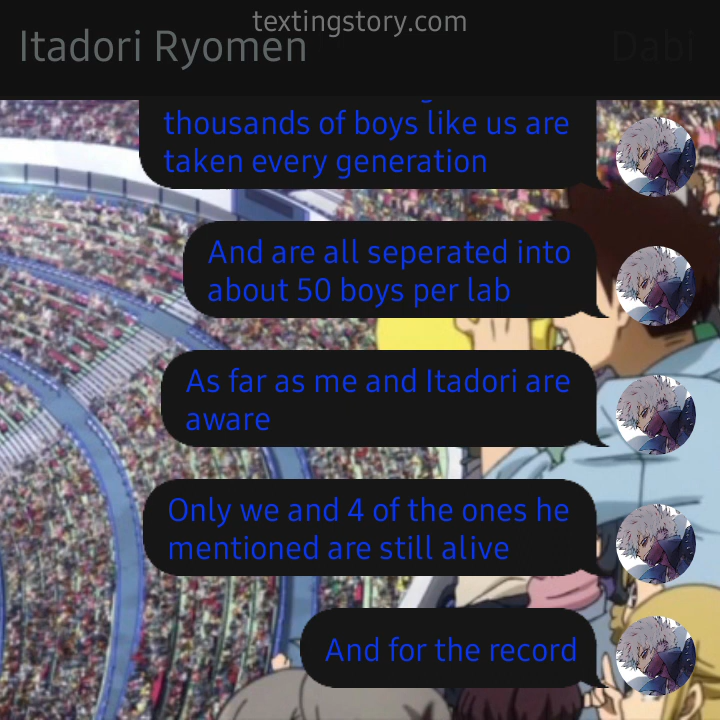 textingstory.com
Itadori Ryomen
Dabi
thousands of boys like us are
taken every generation
And are all seperated into
about 50 boys per lab
As far as me and Itadori are
aware
Only we and 4 of the ones he
mentioned are still alive
And for the record